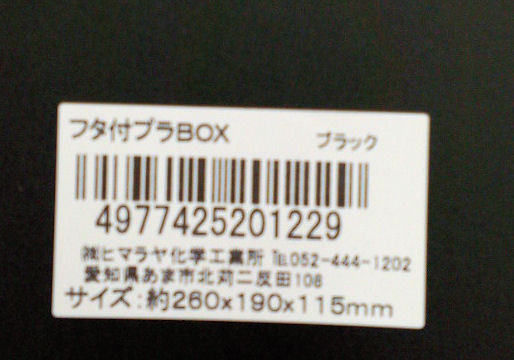 フタ付プラBOX ブラック
4977425201229
㈱ヒマラヤ化学工業所 ℡052-444-1202
愛知県あま市北苅二反田108
サイズ:約260x190x115mm